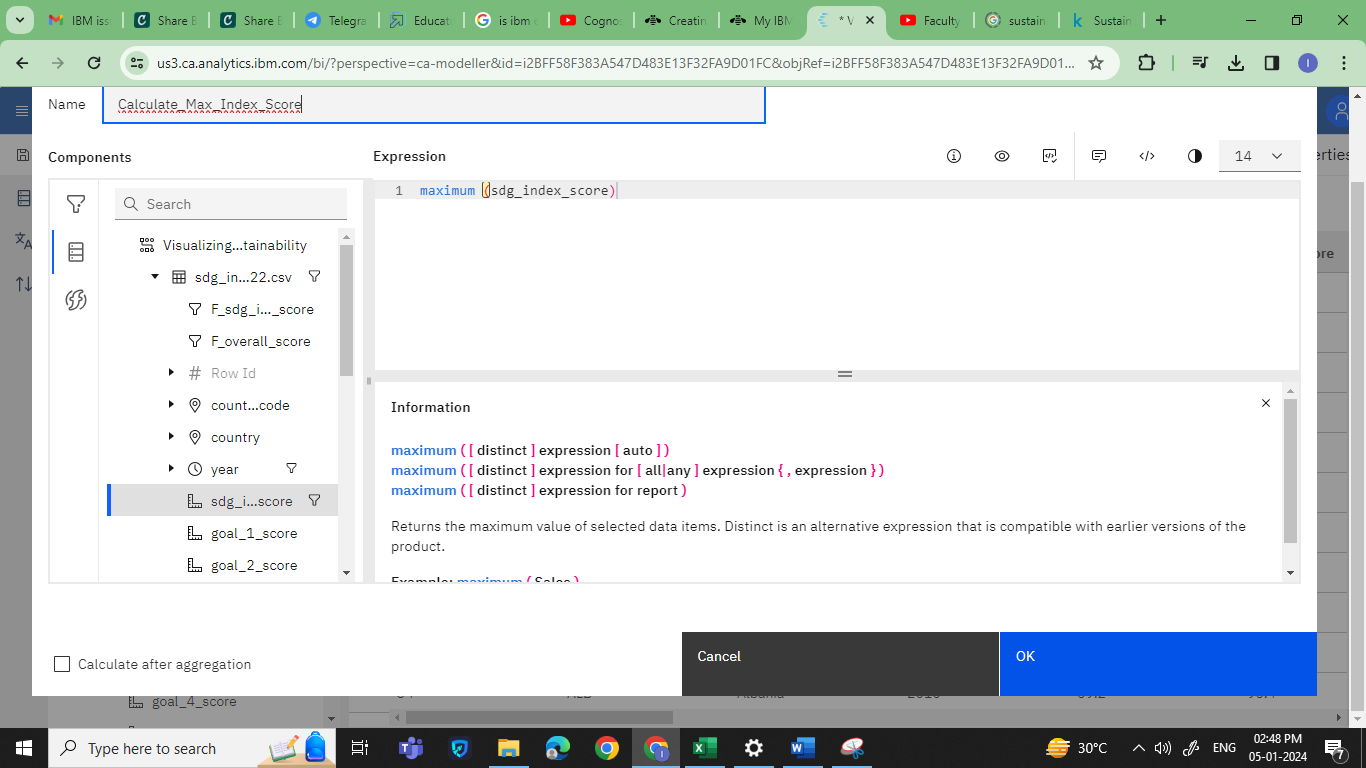 IBM iss
Share E
Share E
Telegra
Educat
is ibm c
Cognos
Creatin
My IBM
* V
Faculty
sustain
Sustain
us3.ca.analytics.ibm.com/bi/?perspective=ca-modeller&id=i2BFF58F383A547D483E13F32FA9D01FC&objRef=i2BFF58F383A547D483E13F32FA9D01...
I
Name
Calculate_Max_Index_Score
erties
Components
Expression
14
1 maximum (sdg_index_score)
Search
Visualizing...tainability
sdg_in...22.csv
F_sdg_i..._score
F_overall_score
# Row Id
count...code
country
year
sdg_i...score
goal_1_score
goal_2_score
ore
Information
maximum ( [ distinct ] expression [ auto ] )
maximum ( [ distinct ] expression for [ all|any ] expression { , expression } )
maximum ( [ distinct ] expression for report )
Returns the maximum value of selected data items. Distinct is an alternative expression that is compatible with earlier versions of the
product.
Example: maximum ( Sales )
Calculate after aggregation
Cancel
OK
goal_4_score
Albania
Type here to search
30°C
ENG
02:48 PM
05-01-2024
7